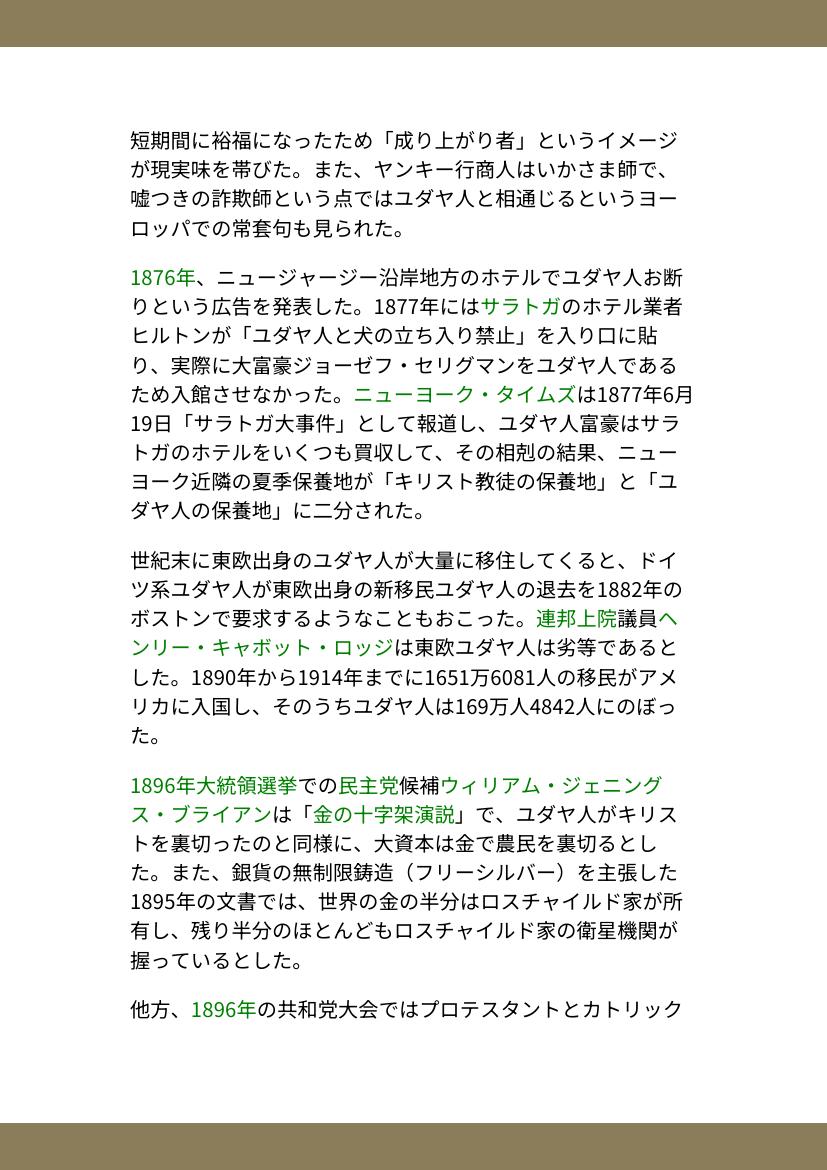 短期間に裕福になったため「成り上がり者」というイメージ
が現実味を帯びた。また、ヤンキー行商人はいかさま師で、
嘘つきの詐欺師という点ではユダヤ人と相通じるというヨー
ロッパでの常套句も見られた。
1876年、ニュージャージー沿岸地方のホテルでユダヤ人お断
りという広告を発表した。1877年にはサラトガのホテル業者
ヒルトンが「ユダヤ人と犬の立ち入り禁止」を入り口に貼
り、実際に大富豪ジョーゼフ・セリグマンをユダヤ人である
ため入館させなかった。ニューヨーク・タイムズは1877年6月
19日「サラトガ大事件」として報道し、ユダヤ人富豪はサラ
トガのホテルをいくつも買収して、その相剋の結果、ニュー
ヨーク近隣の夏季保養地が「キリスト教徒の保養地」と「ユ
ダヤ人の保養地」に二分された。
世紀末に東欧出身のユダヤ人が大量に移住してくると、ドイ
ツ系ユダヤ人が東欧出身の新移民ユダヤ人の退去を1882年の
ボストンで要求するようなこともおこった。連邦上院議員ヘ
ンリー・キャボット・ロッジは東欧ユダヤ人は劣等であると
した。1890年から1914年までに1651万6081人の移民がアメ
リカに入国し、そのうちユダヤ人は169万人4842人にのぼっ
た。
1896年大統領選挙での民主党候補ウィリアム・ジェニング
ス・ブライアンは「金の十字架演説」で、ユダヤ人がキリス
トを裏切ったのと同様に、大資本は金で農民を裏切るとし
た。また、銀貨の無制限鋳造（フリーシルバー）を主張した
1895年の文書では、世界の金の半分はロスチャイルド家が所
有し、残り半分のほとんどもロスチャイルド家の衛星機関が
握っているとした。
他方、1896年の共和党大会ではプロテスタントとカトリック